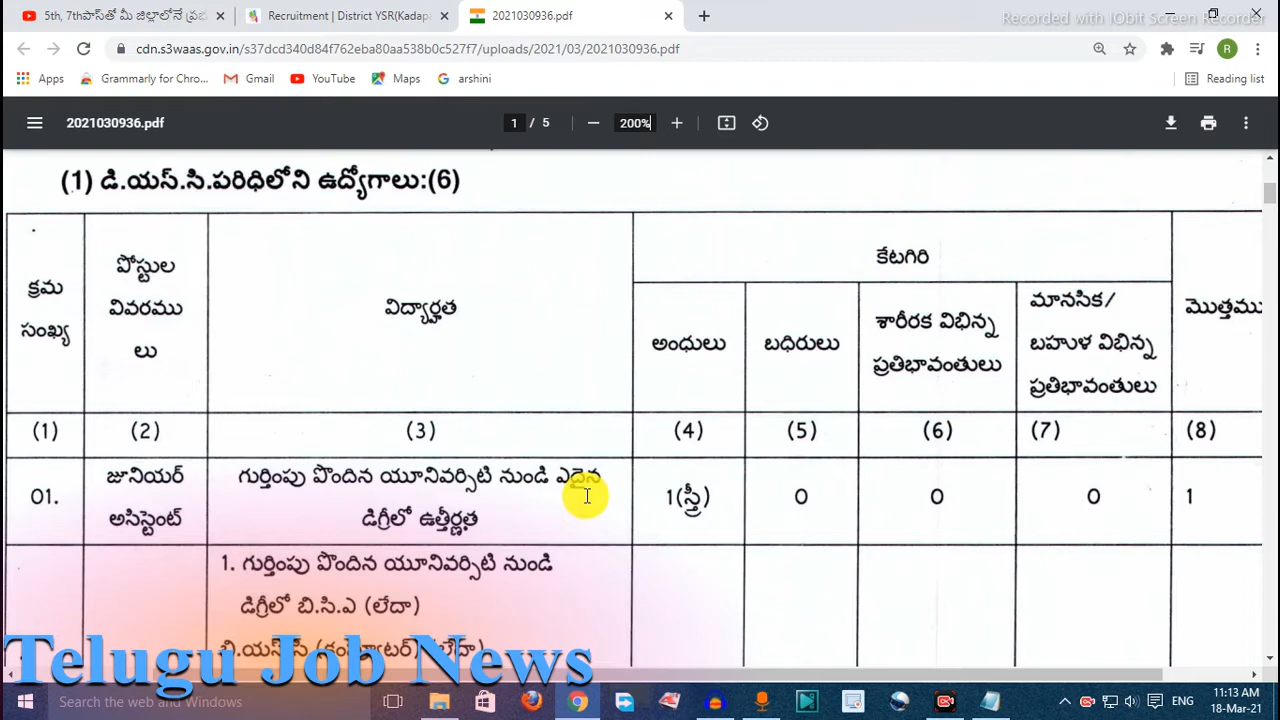 5th, 7thపాస్‌తో మీ జిల్లాలోనే ప్ర
Recruitment | District YSR(Kadapa
2021030936.pdf
Recorded with IObit Screen Recorder
cdn.s3waas.gov.in/s37dcd340d84f762eba80aa538b0c527f7/uploads/2021/03/2021030936.pdf
R
Apps
Grammarly for Chro...
Gmail
YouTube
Maps
arshini
Reading list
2021030936.pdf
1 / 5
200%
(1) డి.యస్.సి.పరిధిలోని ఉద్యోగాలు:(6)
క్రమ
సంఖ్య
పోస్టుల
వివరము
లు
విద్యార్హత
కేటగిరి
అంధులు
బధిరులు
శారీరక విభిన్న
ప్రతిభావంతులు
మానసిక/
బహుళ విభిన్న
ప్రతిభావంతులు
మొత్తము
(1) (2) (3) (4) (5) (6) (7) (8)
01.
జూనియర్
అసిస్టెంట్
గుర్తింపు పొందిన యూనివర్సిటి నుండి ఎదైన
డిగ్రీలో ఉత్తీర్ణత
1(స్త్రీ) 0 0 0 1
1. గుర్తింపు పొందిన యూనివర్సిటి నుండి
డిగ్రీలో బి.సి.ఎ (లేదా)
బి.యస్‌సి (కంప్యూటర్) (లేదా)
Telugu Job News
Search the web and Windows
ENG
11:13 AM
18-Mar-21